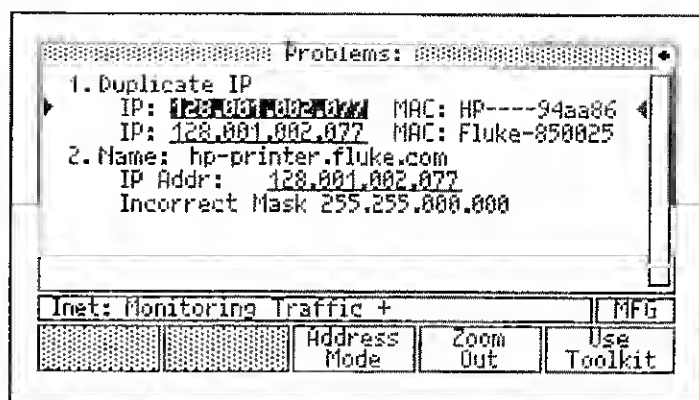 Problems:
1.Duplicate IP
IP: 128.001.002.077 MAC: HP----94aa86
IP: 128.001.002.077 MAC: Fluke-850025
2.Name: hp-printer.fluke.com
IP Addr: 128.001.002.077
Incorrect Mask 255.255.000.000
Inet: Monitoring Traffic + MFG
Address Mode
Zoom Out
Use Toolkit